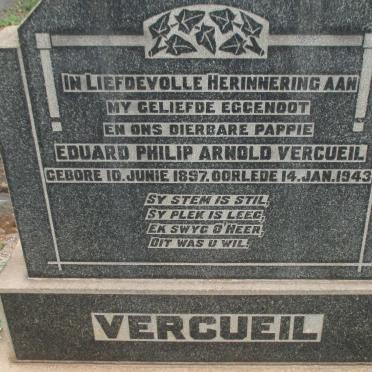 IN LIEFDEVOLLE HERINNERING AAN
MY GELIEFDE EGGENOOT
EN ONS DIERBARE PAPPIE
EDUARD PHILIP ARNOLD VERCUEIL
GEBORE 10. JUNIE 1897. OORLEDE 14. JAN. 1943
SY STEM IS STIL,
SY PLEK IS LEEG,
EK SWYG O' HEER,
DIT WAS U WIL.
VERCUEIL